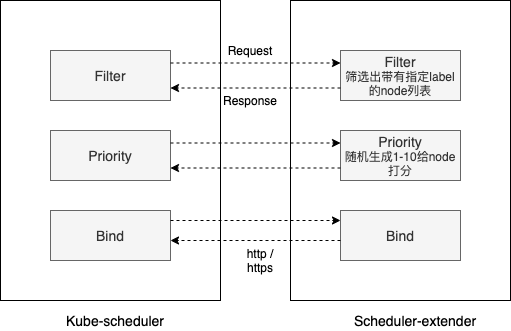 Request
Filter
Filter
筛选出带有指定label
的node列表
Response
Priority
Priority
随机生成1-10给node
打分
Bind
Bind
http /
https
Kube-scheduler
Scheduler-extender